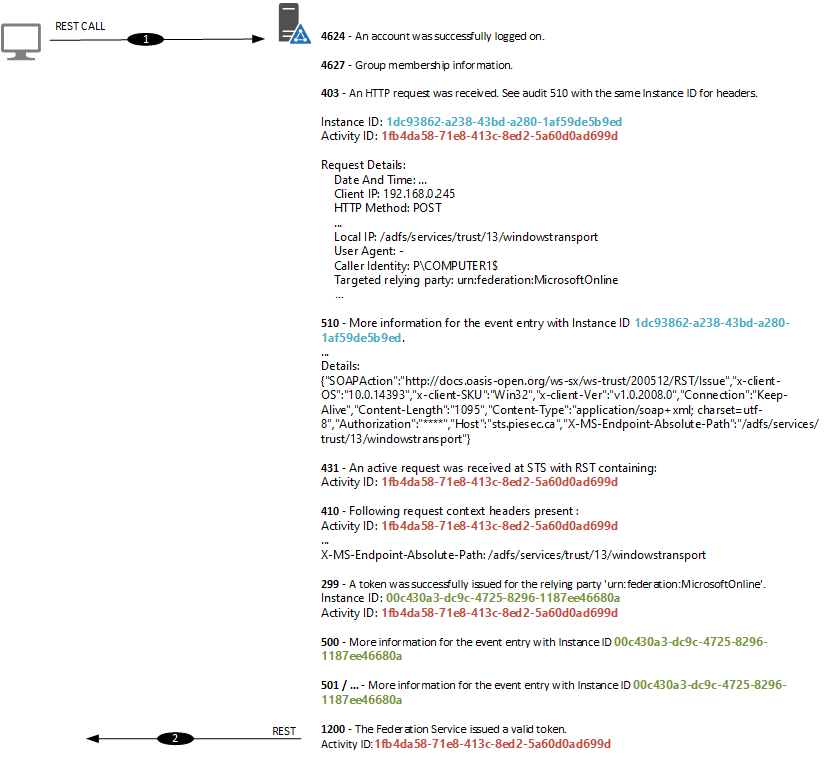 REST CALL
1
4624 - An account was successfully logged on.
4627 - Group membership information.
403 - An HTTP request was received. See audit 510 with the same Instance ID for headers.
Instance ID: 1dc93862-a238-43bd-a280-1af59de5b9ed
Activity ID: 1fb4da58-71e8-413c-8ed2-5a60d0ad699d
Request Details:
Date And Time: ...
Client IP: 192.168.0.245
HTTP Method: POST
...
Local IP: /adfs/services/trust/13/windowstransport
User Agent: -
Caller Identity: P\COMPUTER1$
Targeted relying party: urn:federation:MicrosoftOnline
...
510 - More information for the event entry with Instance ID 1dc93862-a238-43bd-a280-
1af59de5b9ed.
...
Details:
{"SOAPAction":"http://docs.oasis-open.org/ws-sx/ws-trust/200512/RST/Issue","x-client-
OS":"10.0.14393","x-client-SKU":"Win32","x-client-Ver":"v1.0.2008.0","Connection":"Keep-
Alive","Content-Length":"1095","Content-Type":"application/soap+xml; charset=utf-
8","Authorization":"****","Host":"sts.piesec.ca","X-MS-Endpoint-Absolute-Path":"/adfs/services/
trust/13/windowstransport"}
431 - An active request was received at STS with RST containing:
Activity ID: 1fb4da58-71e8-413c-8ed2-5a60d0ad699d
410 - Following request context headers present :
Activity ID: 1fb4da58-71e8-413c-8ed2-5a60d0ad699d
...
X-MS-Endpoint-Absolute-Path: /adfs/services/trust/13/windowstransport
299 - A token was successfully issued for the relying party 'urn:federation:MicrosoftOnline'.
Instance ID: 00c430a3-dc9c-4725-8296-1187ee46680a
Activity ID: 1fb4da58-71e8-413c-8ed2-5a60d0ad699d
500 - More information for the event entry with Instance ID 00c430a3-dc9c-4725-8296-
1187ee46680a
501 / ... - More information for the event entry with Instance ID 00c430a3-dc9c-4725-8296-
1187ee46680a
REST
2
1200 - The Federation Service issued a valid token.
Activity ID: 1fb4da58-71e8-413c-8ed2-5a60d0ad699d